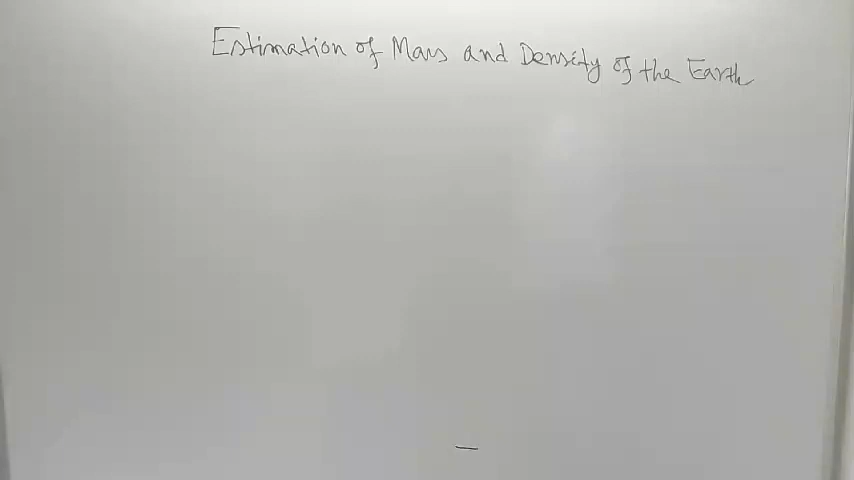 Estimation of Mass and Density of the Earth